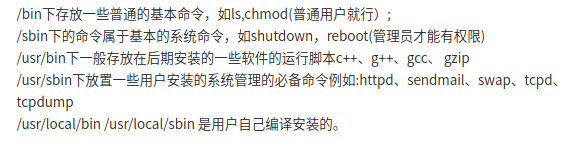 /bin下存放一些普通的基本命令，如ls,chmod(普通用户就行）;
/sbin下的命令属于基本的系统命令，如shutdown，reboot(管理员才能有权限)
/usr/bin下一般存放在后期安装的一些软件的运行脚本c++、g++、gcc、 gzip
/usr/sbin下放置一些用户安装的系统管理的必备命令例如:httpd、sendmail、swap、tcpd、
tcpdump
/usr/local/bin /usr/local/sbin 是用户自己编译安装的。